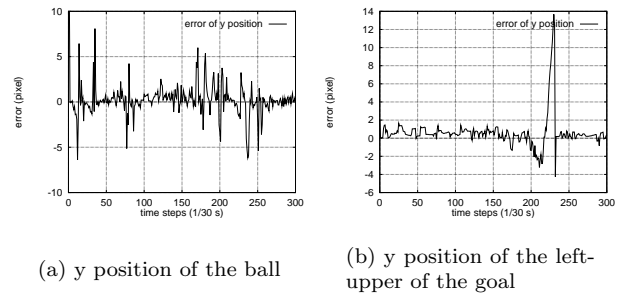 10
5
0
-5
-10
error (pixel)
error of y position
0 50 100 150 200 250 300
time steps (1/30 s)
14
12
10
8
6
4
2
0
-2
-4
-6
error (pixel)
error of y position
0 50 100 150 200 250 300
time steps (1/30 s)
(a) y position of the ball
(b) y position of the left-
upper of the goal